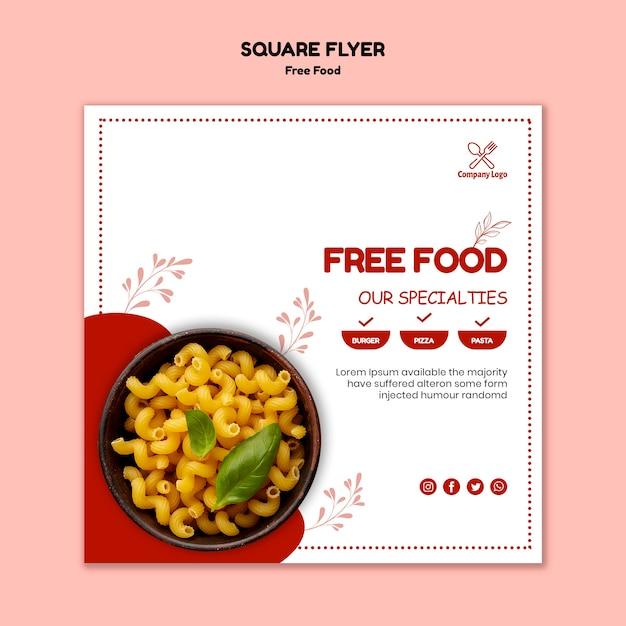 SQUARE FLYER
Free Food
Company Logo
FREE FOOD
OUR SPECIALTIES
BURGER PIZZA PASTA
Lorem Ipsum available the majority
have suffered alteron some form
injected humour randomd